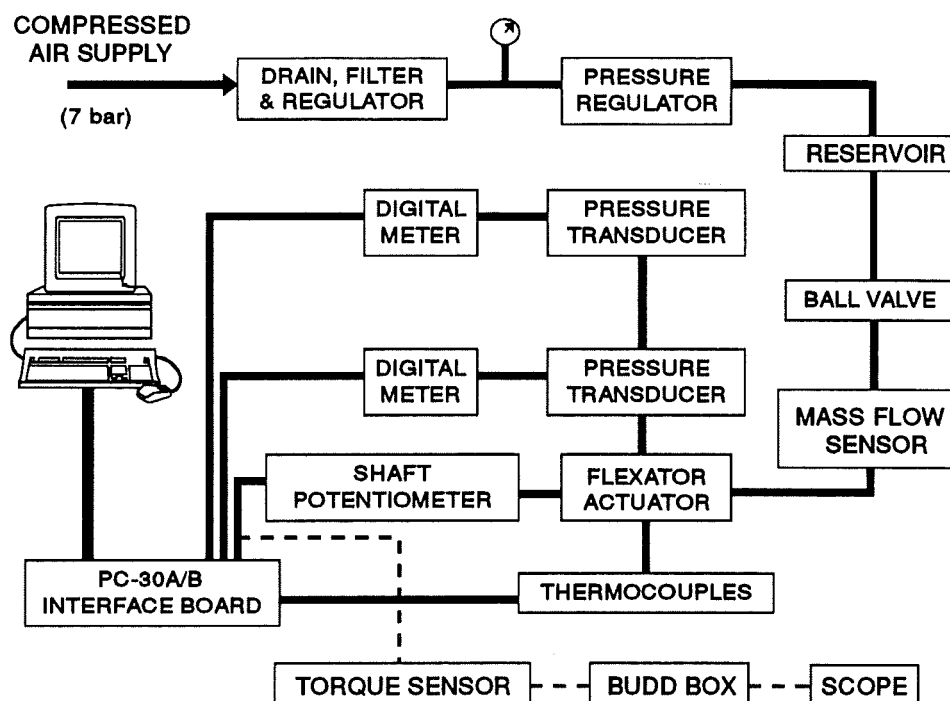 COMPRESSED
AIR SUPPLY
(7 bar)
DRAIN, FILTER
& REGULATOR
PRESSURE
REGULATOR
RESERVOIR
DIGITAL
METER
PRESSURE
TRANSDUCER
BALL VALVE
DIGITAL
METER
PRESSURE
TRANSDUCER
MASS FLOW
SENSOR
SHAFT
POTENTIOMETER
FLEXATOR
ACTUATOR
PC-30A/B
INTERFACE BOARD
THERMOCOUPLES
TORQUE SENSOR
BUDD BOX
SCOPE